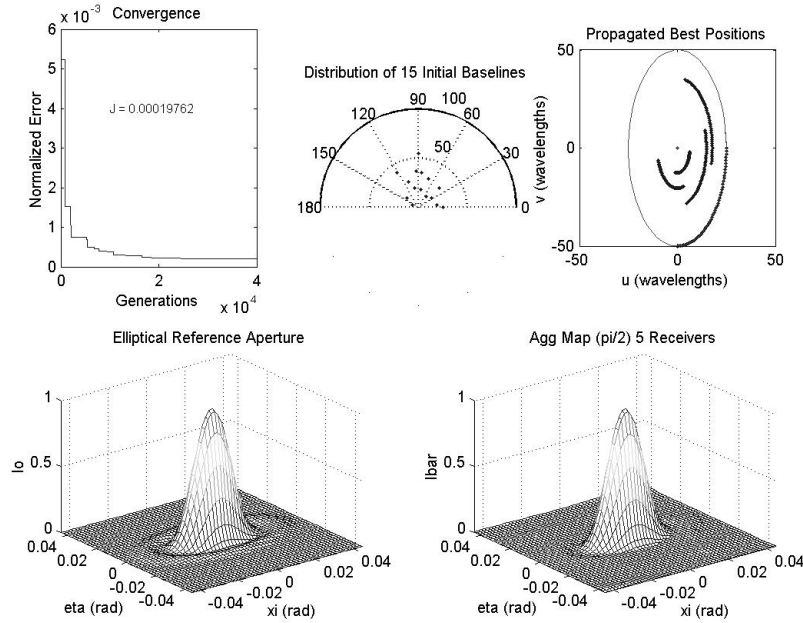 x 10^-3 Convergence
6
5
4
3
2
1
0
Normalized Error
J = 0.00019762
0 2 4
Generations
x 10^4
Distribution of 15 Initial Baselines
90 100
120 60
50
150 30
180 0
Propagated Best Positions
50
0
-50
v (wavelengths)
-50 0 50
u (wavelengths)
Elliptical Reference Aperture
1
0.5
0
Io
0.04
0.02
0
-0.02
-0.04
eta (rad)
-0.04
-0.02
0
0.02
0.04
xi (rad)
Agg Map (pi/2) 5 Receivers
1
0.5
0
Ibar
0.04
0.02
0
-0.02
-0.04
eta (rad)
-0.04
-0.02
0
0.02
0.04
xi (rad)